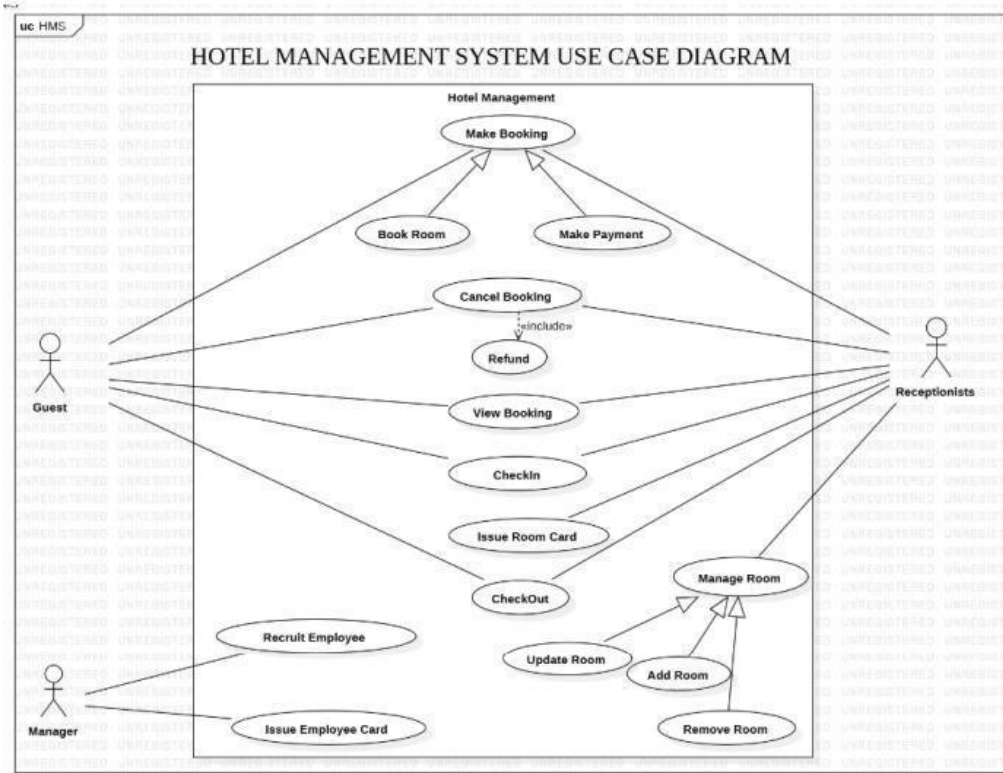 uc HMS
HOTEL MANAGEMENT SYSTEM USE CASE DIAGRAM
Hotel Management
Make Booking
Book Room
Make Payment
Cancel Booking
«include»
Refund
Guest
Receptionists
View Booking
CheckIn
Issue Room Card
Manage Room
CheckOut
Recruit Employee
Update Room
Add Room
Manager
Issue Employee Card
Remove Room
UNREGISTERED